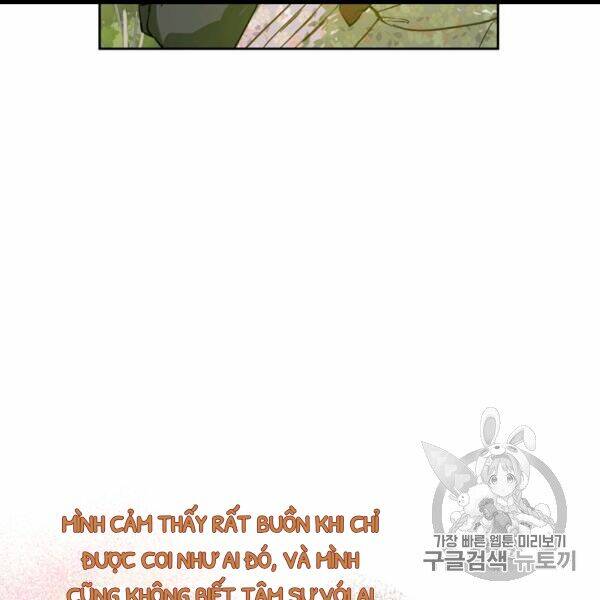 가장 빠른 웹툰 미리보기
구글검색 뉴토끼
MÌNH CẢM THẤY RẤT BUỒN KHI CHỈ
ĐƯỢC COI NHƯ AI ĐÓ, VÀ MÌNH
CŨNG KHÔNG BIẾT TÂM SỰ VỚI AI